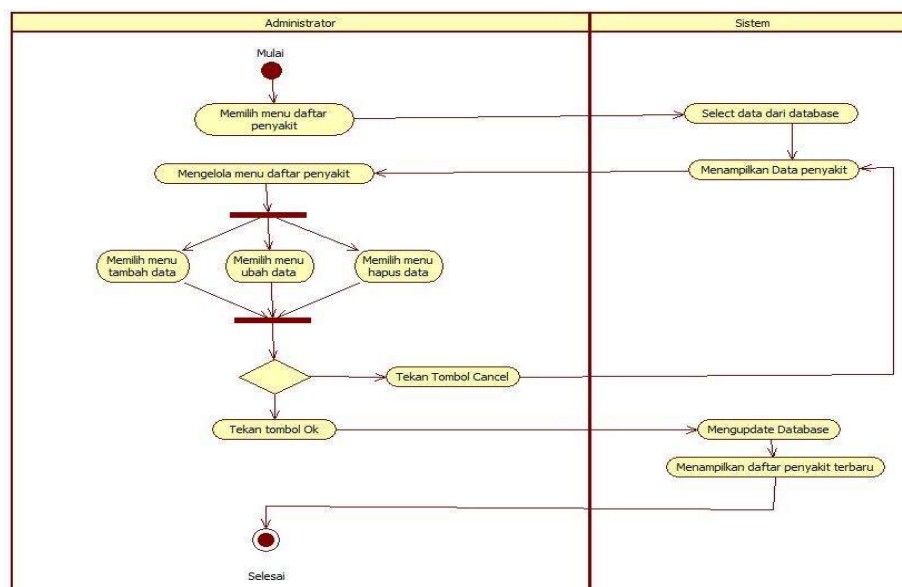 Administrator
Sistem
Mulai
Memilih menu daftar
penyakit
Select data dari database
Mengelola menu daftar penyakit
Menampilkan Data penyakit
Memilih menu
tambah data
Memilih menu
ubah data
Memilih menu
hapus data
Tekan Tombol Cancel
Tekan tombol Ok
Mengupdate Database
Menampilkan daftar penyakit terbaru
Selesai